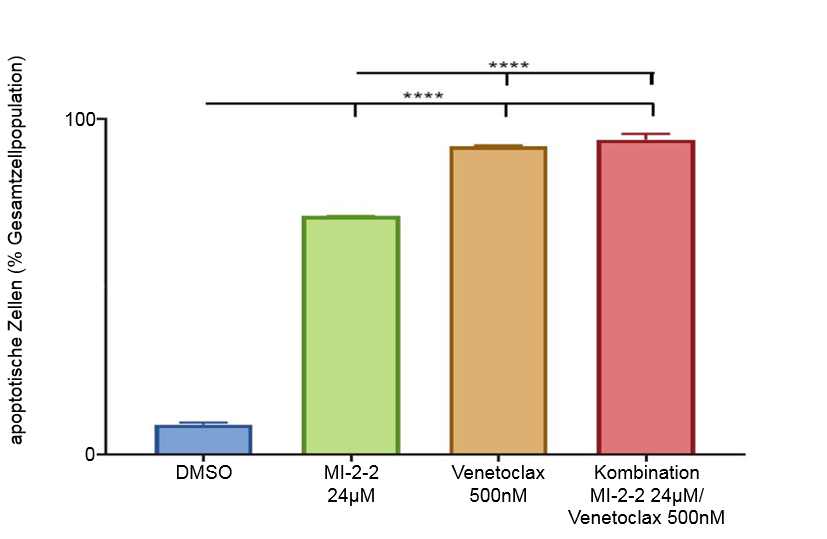 apoptotische Zellen (% Gesamtzellpopulation)
****
****
100
0
DMSO
MI-2-2
24µM
Venetoclax
500nM
Kombination
MI-2-2 24µM/
Venetoclax 500nM